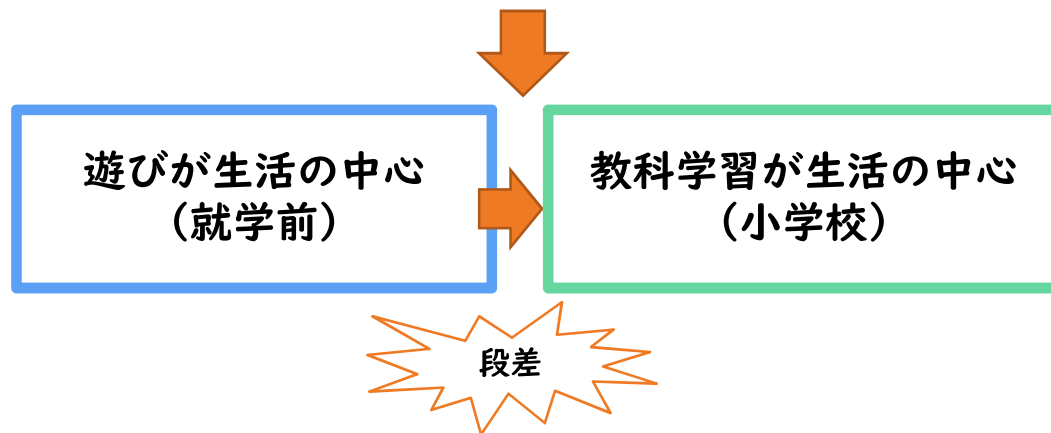 遊びが生活の中心
（就学前）
教科学習が生活の中心
（小学校）
段差